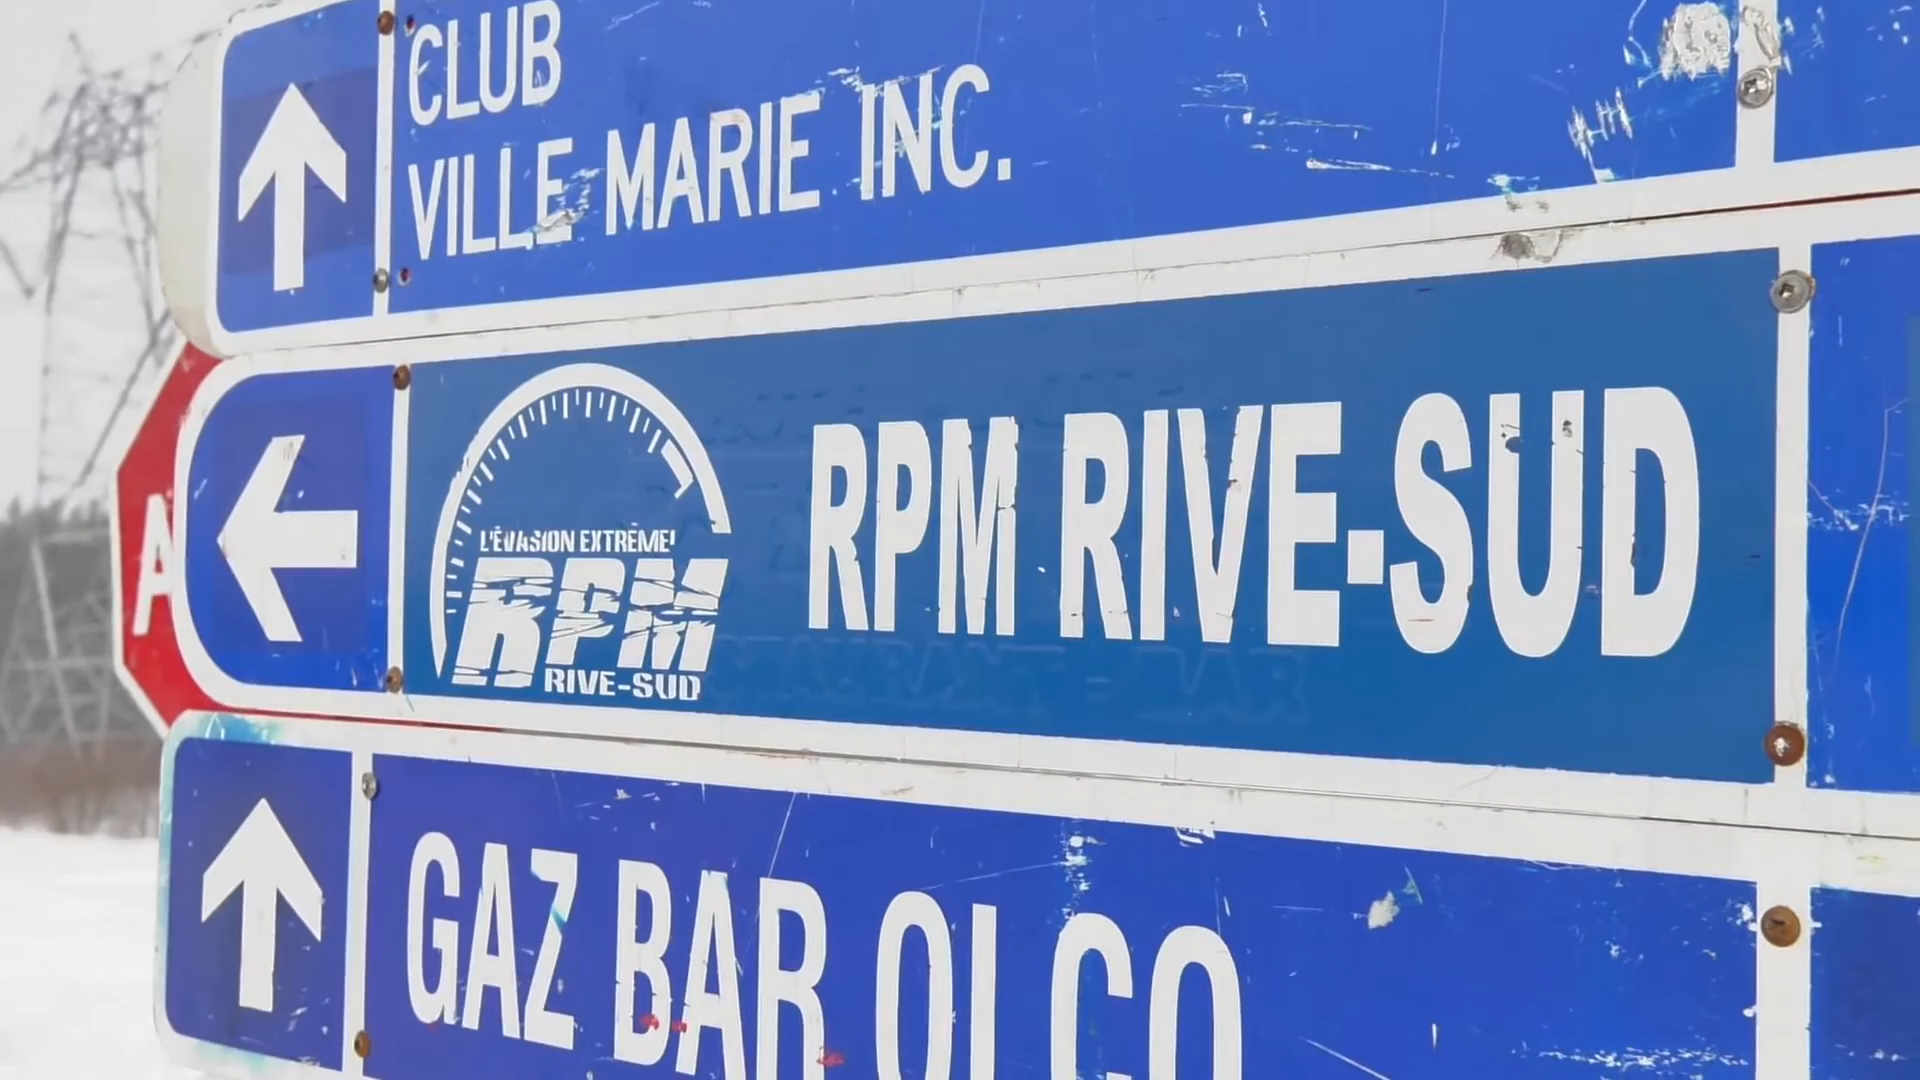 CLUB
VILLE MARIE INC.
A
L'ÉVASION EXTRÊME!
RPM
RIVE-SUD
RPM RIVE-SUD
GAZ BAR OLCO